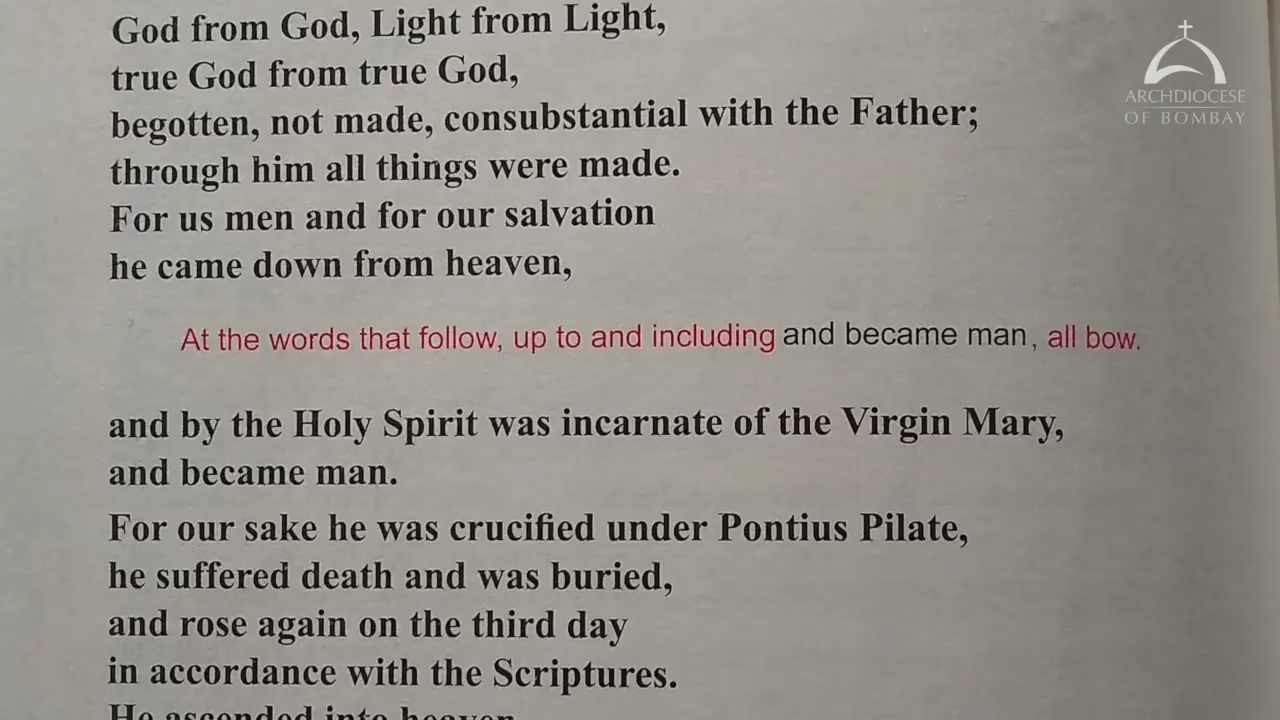 God from God, Light from Light,
true God from true God,
begotten, not made, consubstantial with the Father;
through him all things were made.
For us men and for our salvation
he came down from heaven,
At the words that follow, up to and including and became man, all bow.
and by the Holy Spirit was incarnate of the Virgin Mary,
and became man.
For our sake he was crucified under Pontius Pilate,
he suffered death and was buried,
and rose again on the third day
in accordance with the Scriptures.
He ascended into heaven
ARCHDIOCESE
OF BOMBAY